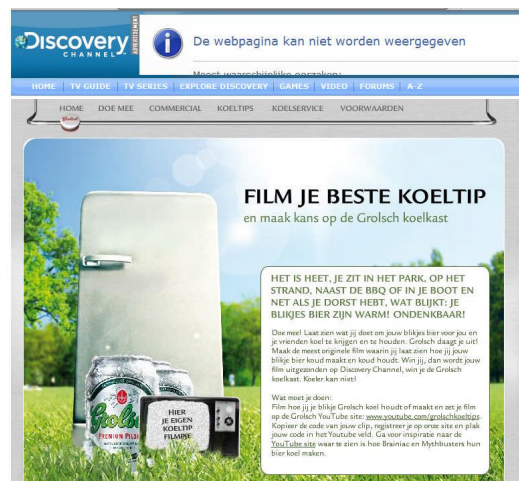 Discovery
CHANNEL
ADVERTISEMENT
De webpagina kan niet worden weergegeven
Meest waarschijnlijke oorzaken:
HOME TV GUIDE TV SERIES EXPLORE DISCOVERY GAMES VIDEO FORUMS A-Z
HOME DOE MEE COMMERCIAL KOELTIPS KOELSERVICE VOORWAARDEN
FILM JE BESTE KOELTIP
en maak kans op de Grolsch koelkast
HET IS HEET, JE ZIT IN HET PARK, OP HET
STRAND, NAAST DE BBQ OF IN JE BOOT EN
NET ALS JE DORST HEBT, WAT BLIJKT: JE
BLIKJES BIER ZIJN WARM! ONDENKBAAR!
Doe mee! Laat zien wat jij doet om jouw blikjes bier voor jou en
je vrienden koel te krijgen en te houden. Grolsch daagt je uit!
Maak de meest originele film waarin jij laat zien hoe jij jouw
blikje bier koud maakt en koud houdt. Win jij, dan wordt jouw
film uitgezonden op Discovery Channel, win je de Grolsch
koelkast. Koeler kan niet!
Wat moet je doen:
Film hoe jij je blikje Grolsch koel houdt of maakt en zet je film
op de Grolsch YouTube site: www.youtube.com/grolschkoeltips.
Kopieer de code van jouw clip, registreer je op onze site en plak
jouw code in het Youtube veld. Ga voor inspiratie naar de
YouTube site waar te zien is hoe Brainiac en Mythbusters hun
bier koel maken.
Grolsch
PREMIUM PILSN
HIER
JE EIGEN
KOELTIP
FILMPJE